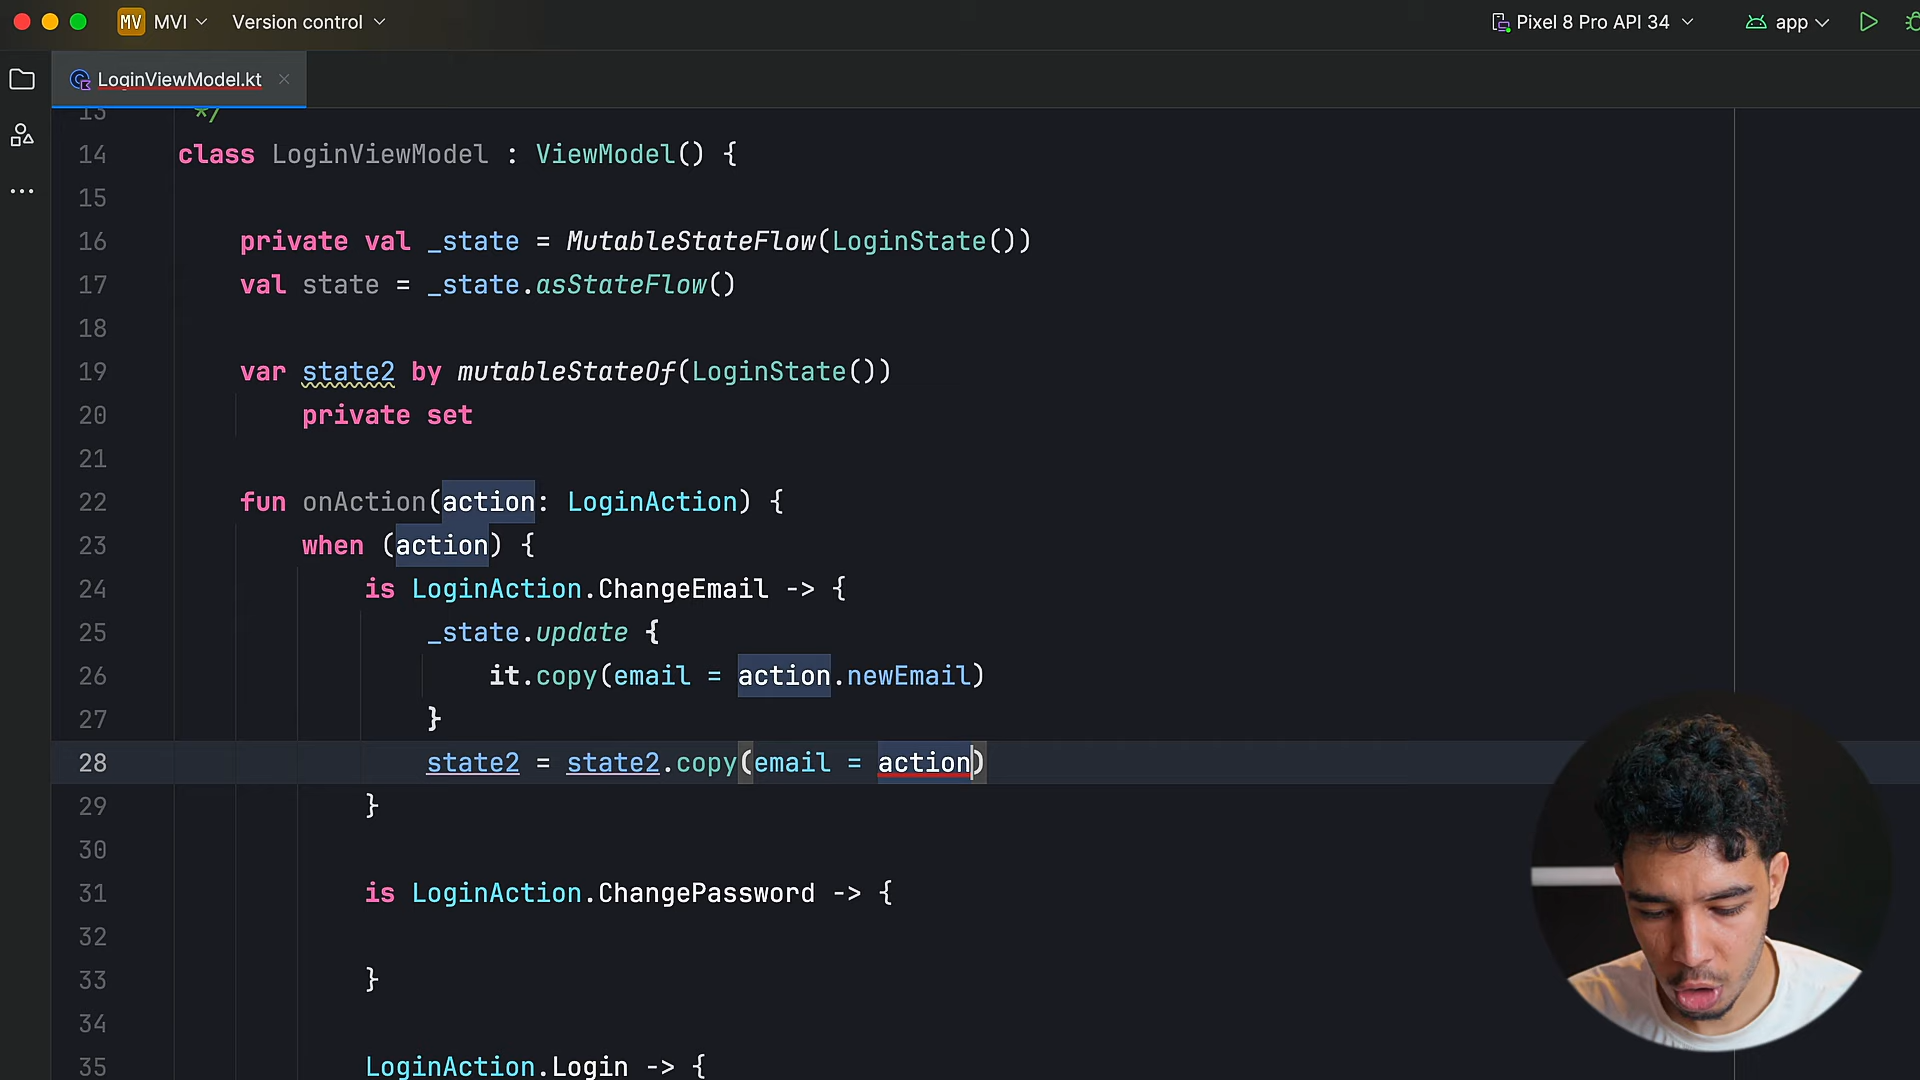 MV MVI Version control Pixel 8 Pro API 34 app
LoginViewModel.kt
13 */
14 class LoginViewModel : ViewModel() {
15
16 private val _state = MutableStateFlow(LoginState())
17 val state = _state.asStateFlow()
18
19 var state2 by mutableStateOf(LoginState())
20 private set
21
22 fun onAction(action: LoginAction) {
23 when (action) {
24 is LoginAction.ChangeEmail -> {
25 _state.update {
26 it.copy(email = action.newEmail)
27 }
28 state2 = state2.copy(email = action)
29 }
30
31 is LoginAction.ChangePassword -> {
32
33 }
34
35 LoginAction.Login -> {